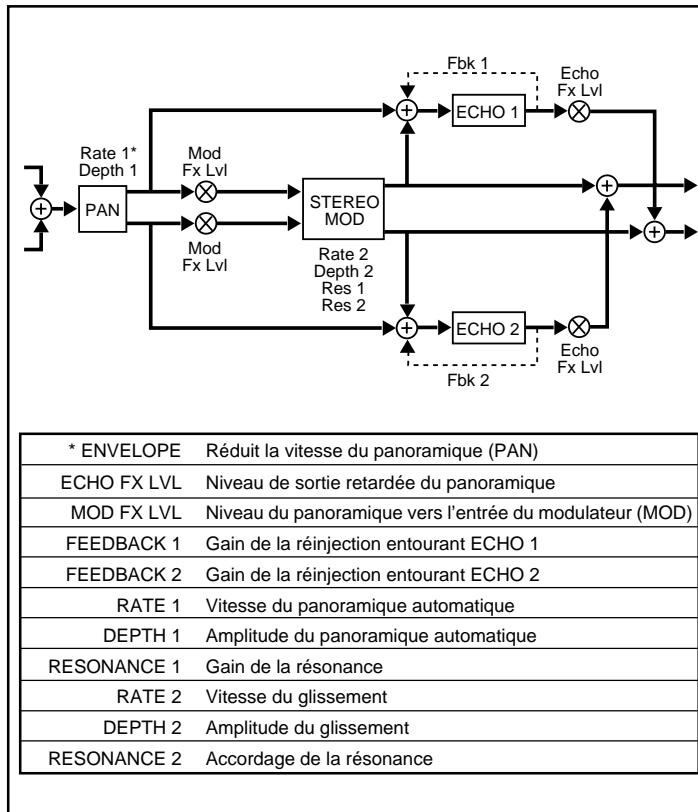 Fbk 1
Echo
Fx Lvl
ECHO 1
Rate 1*
Depth 1
Mod
Fx Lvl
PAN
STEREO
MOD
Mod
Fx Lvl
Rate 2
Depth 2
Res 1
Res 2
ECHO 2
Echo
Fx Lvl
Fbk 2
* ENVELOPE Réduit la vitesse du panoramique (PAN)
ECHO FX LVL Niveau de sortie retardée du panoramique
MOD FX LVL Niveau du panoramique vers l'entrée du modulateur (MOD)
FEEDBACK 1 Gain de la réinjection entourant ECHO 1
FEEDBACK 2 Gain de la réinjection entourant ECHO 2
RATE 1 Vitesse du panoramique automatique
DEPTH 1 Amplitude du panoramique automatique
RESONANCE 1 Gain de la résonance
RATE 2 Vitesse du glissement
DEPTH 2 Amplitude du glissement
RESONANCE 2 Accordage de la résonance